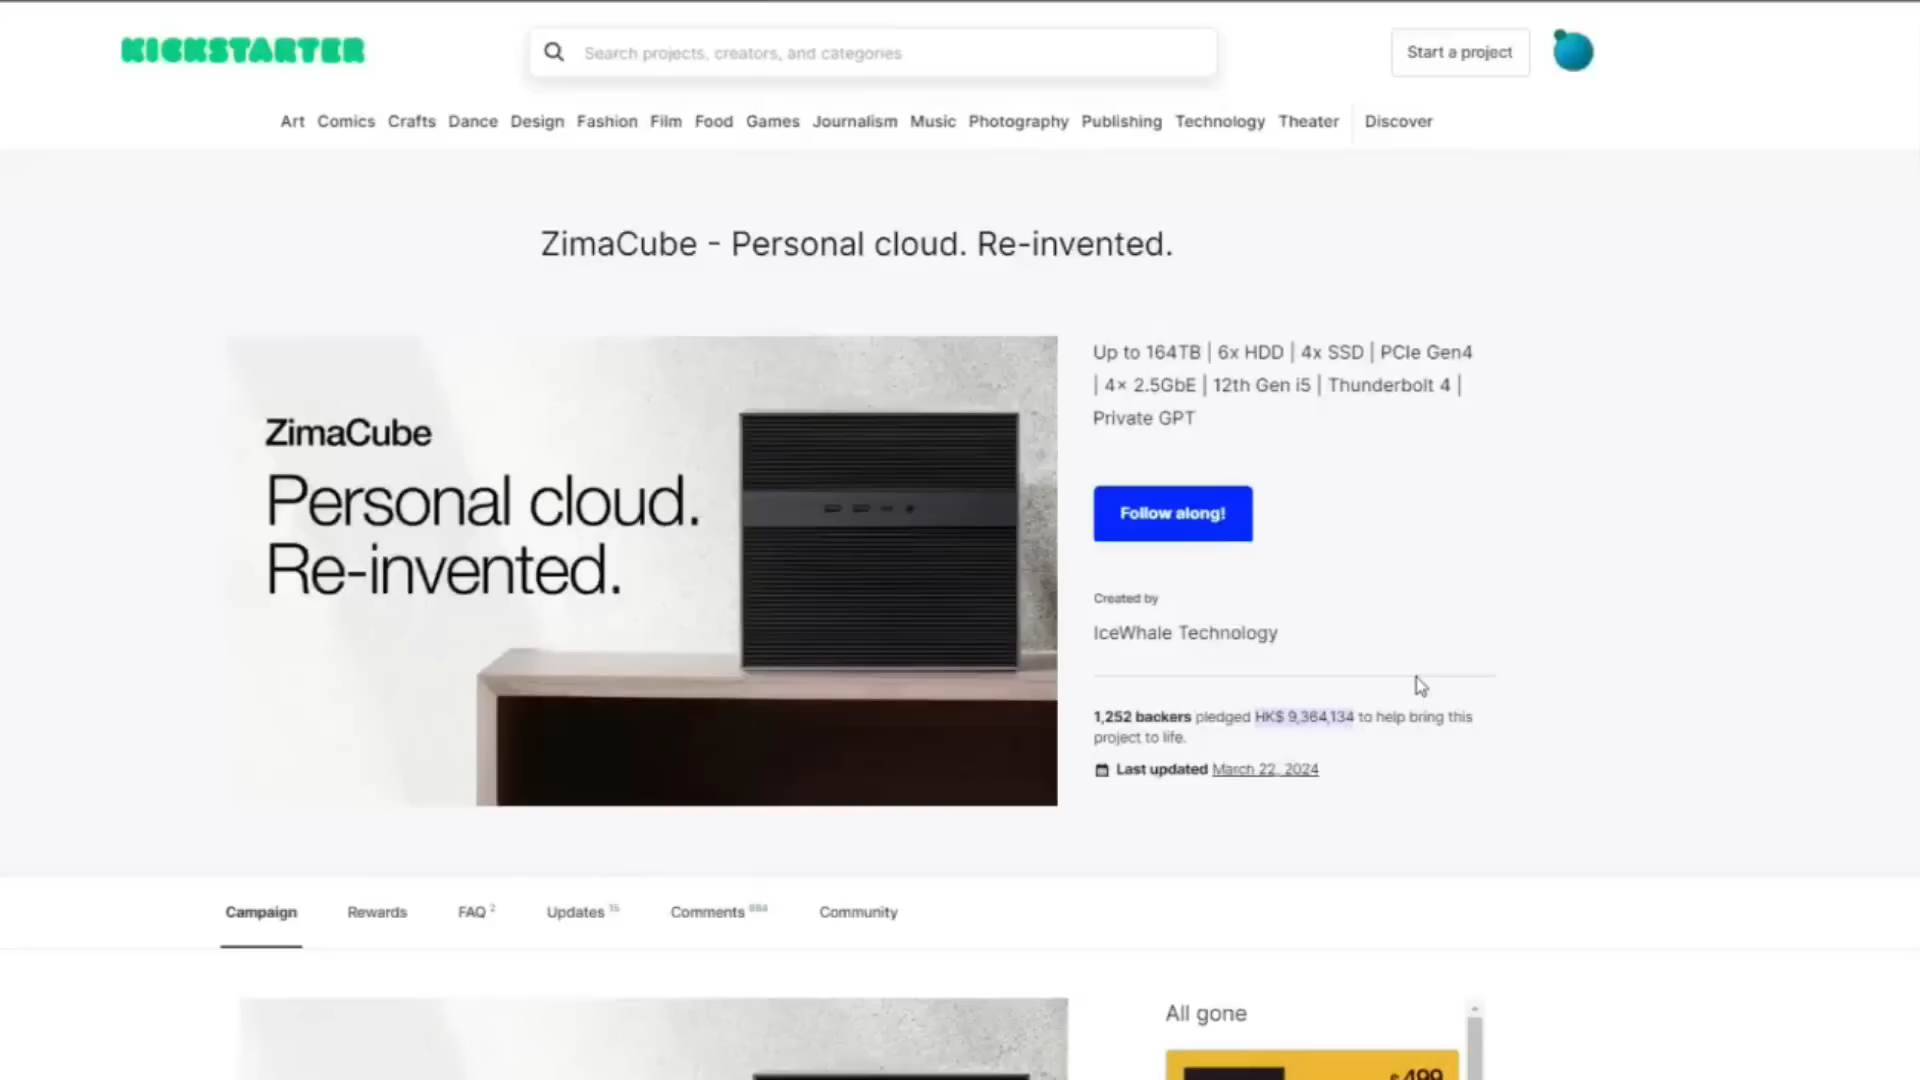 KICKSTARTER
Search projects, creators, and categories
Start a project
Art Comics Crafts Dance Design Fashion Film Food Games Journalism Music Photography Publishing Technology Theater Discover
ZimaCube - Personal cloud. Re-invented.
ZimaCube
Personal cloud.
Re-invented.
Up to 164TB | 6x HDD | 4x SSD | PCIe Gen4
| 4× 2.5GbE | 12th Gen i5 | Thunderbolt 4 |
Private GPT
Follow along!
Created by
IceWhale Technology
1,252 backers pledged HK$ 9,364,134 to help bring this
project to life.
Last updated March 22, 2024
Campaign Rewards FAQ 2 Updates 15 Comments Community
All gone
$499